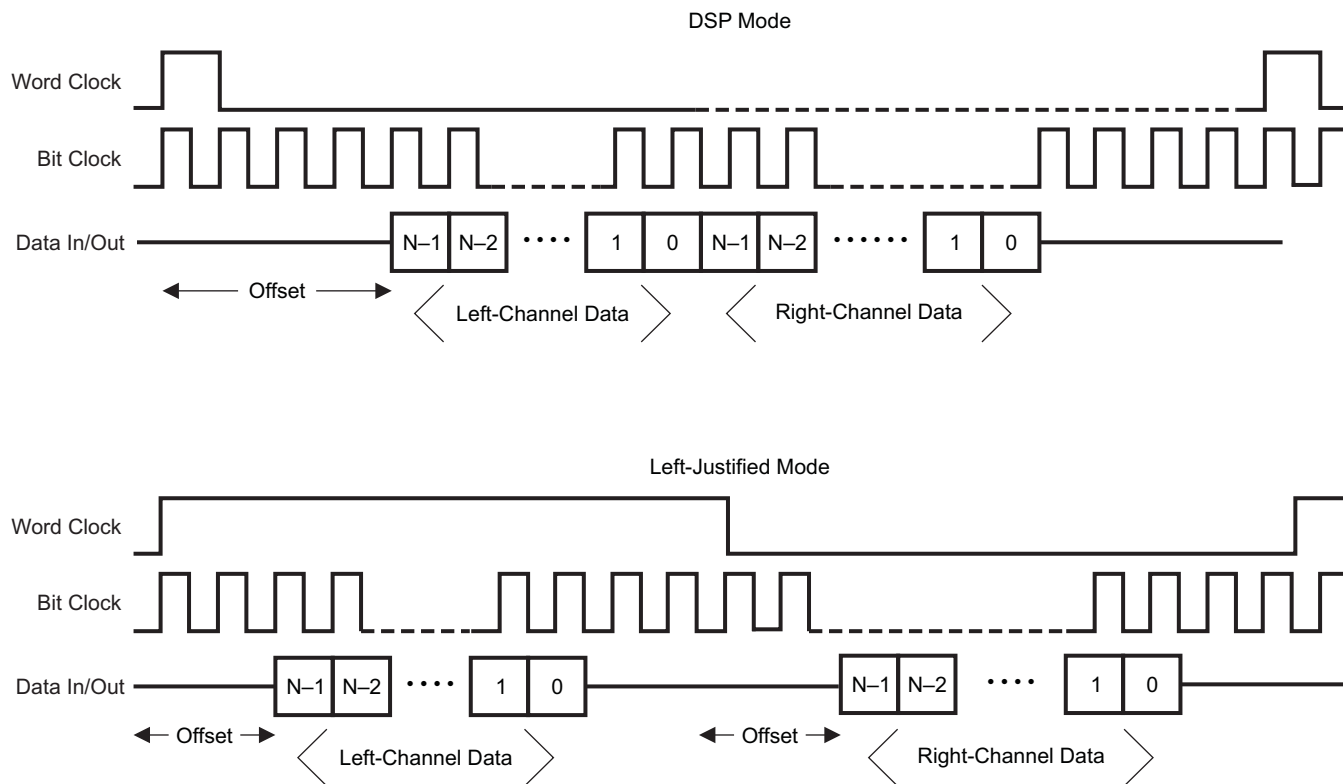 DSP Mode
Word Clock
Bit Clock
Data In/Out
N–1 N–2 •••• 1 0 N–1 N–2 •••••• 1 0
Offset
Left-Channel Data
Right-Channel Data
Left-Justified Mode
Word Clock
Bit Clock
Data In/Out
N–1 N–2 •••• 1 0 N–1 N–2 •••• 1 0
Offset
Offset
Left-Channel Data
Right-Channel Data